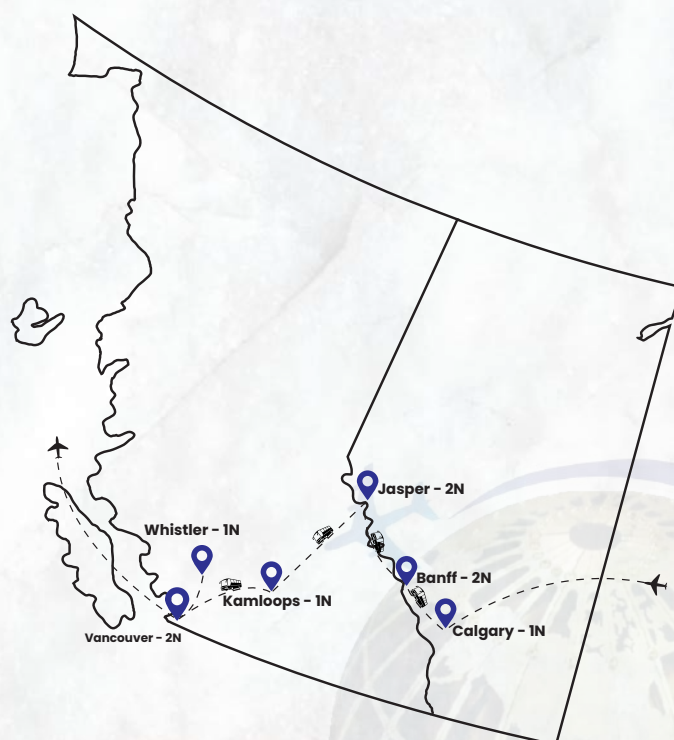 Jasper - 2N
Whistler - 1N
Banff - 2N
Kamloops - 1N
Calgary - 1N
Vancouver - 2N